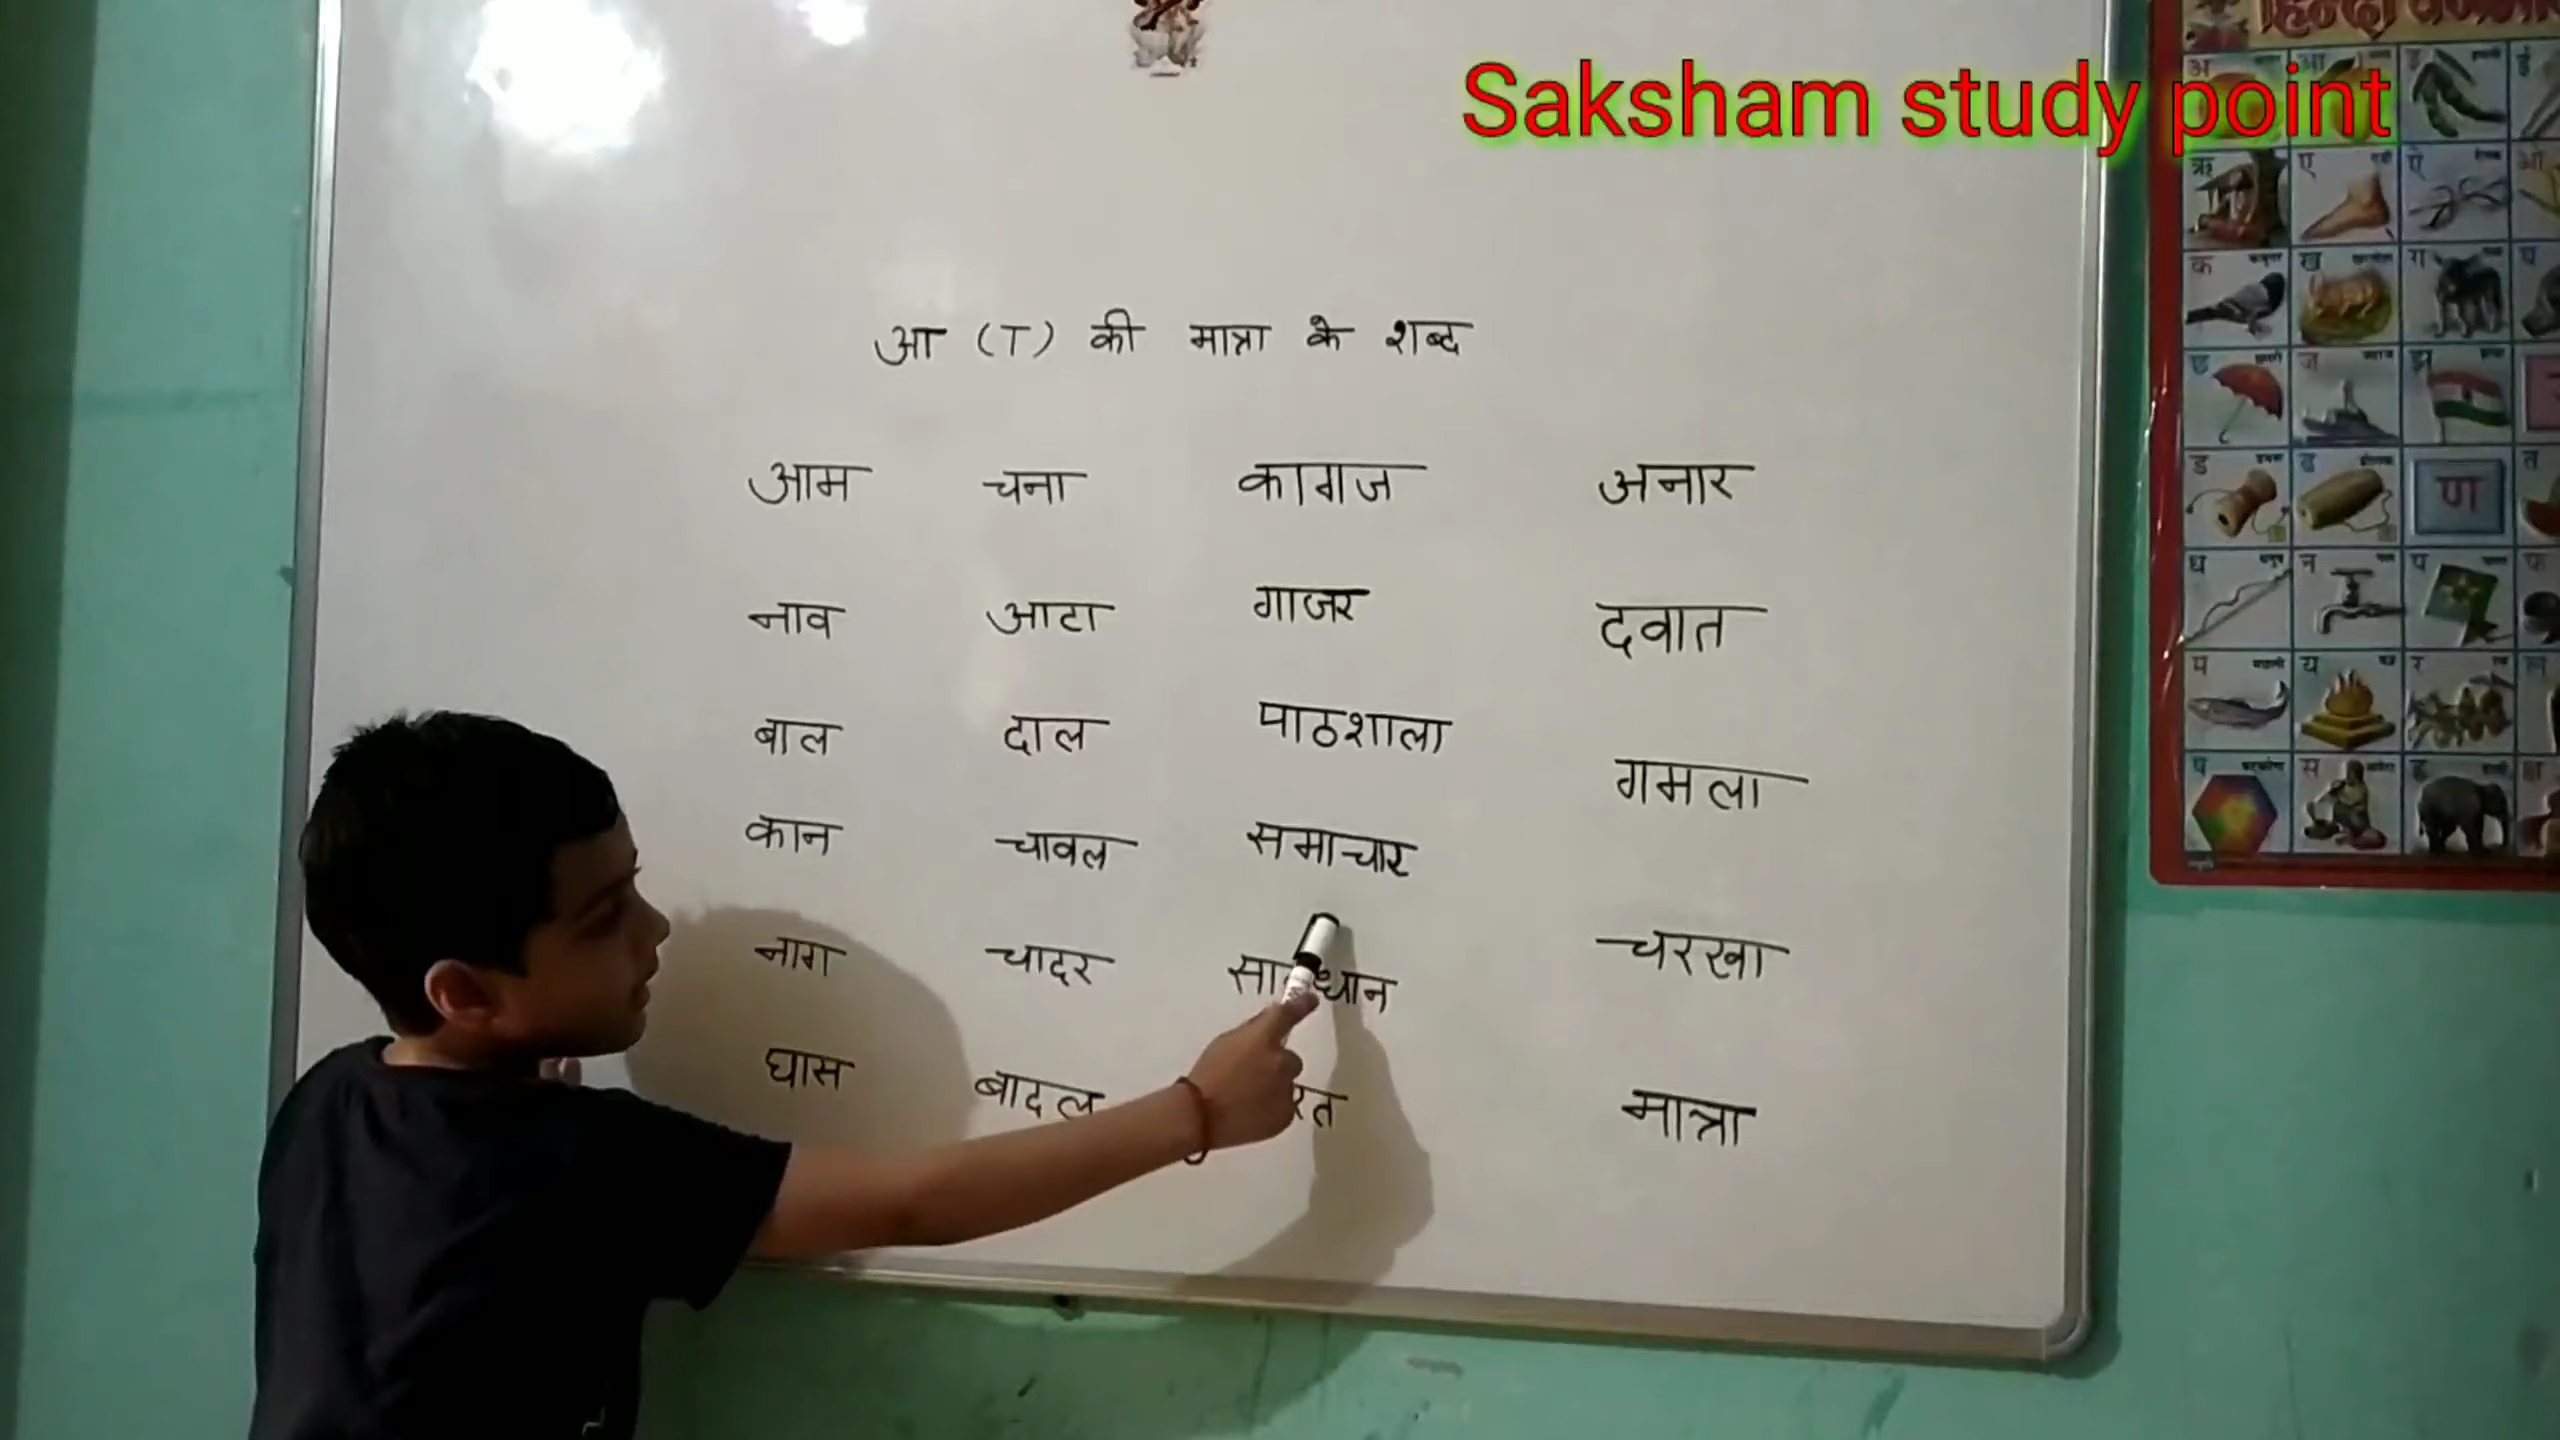 Saksham study point
आ (ा) की मात्रा के शब्द
आम चना कागज अनार
नाव आटा गाजर दवात
बाल दाल पाठशाला गमला
कान चावल समाचार चरखा
नाग चादर मात्रा
घास बादल
अ आ इ ई
ऋ ए ऐ ओ
क ख ग घ
छ ज झ
ड ढ ण त
ध न प फ
म य र ल
ष स ह क्ष